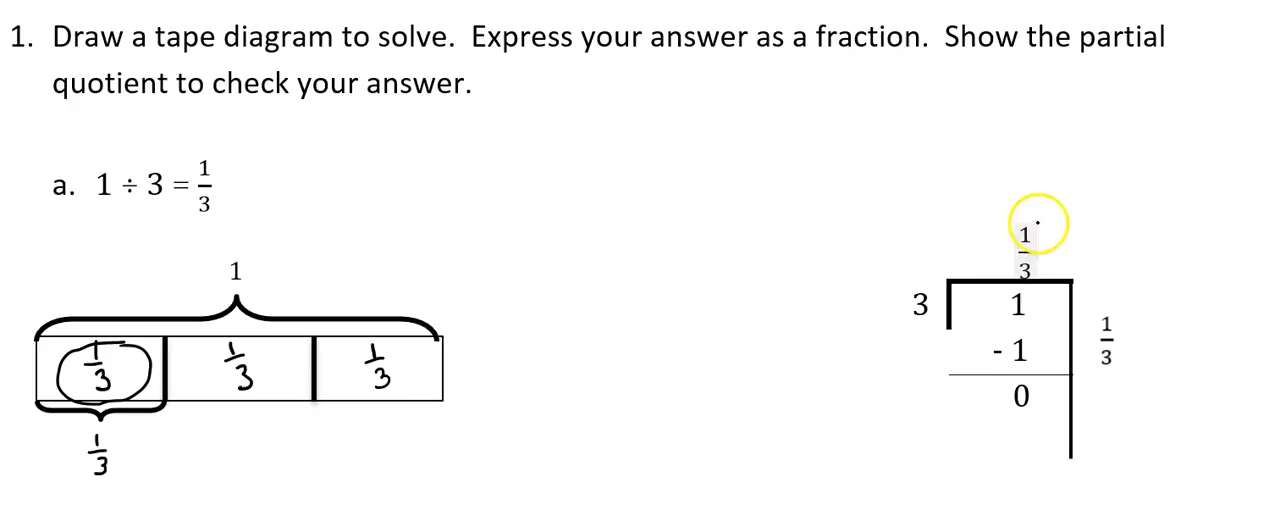 1. Draw a tape diagram to solve. Express your answer as a fraction. Show the partial
quotient to check your answer.
a. 1 ÷ 3 = 1/3
1
1/3 1/3 1/3
1/3
1/3
3 1
- 1 1/3
0